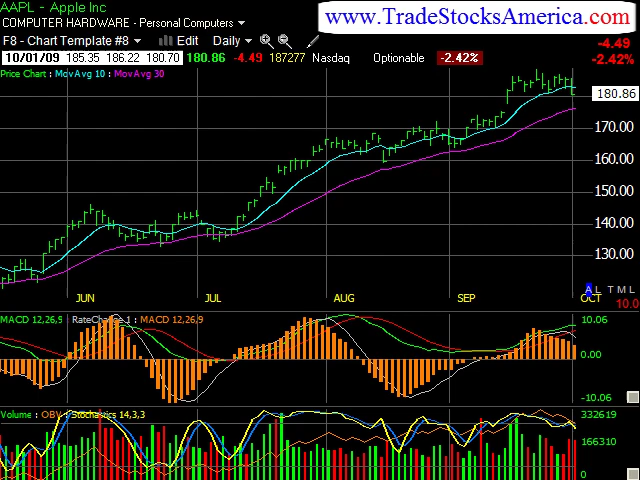 AAPL - Apple Inc
www.TradeStocksAmerica.com
COMPUTER HARDWARE - Personal Computers
F8 - Chart Template #8 Edit Daily
-4.49
10/01/09 185.35 186.22 180.70 180.86 -4.49 187277 Nasdaq Optionable -2.42%
-2.42%
Price Chart : MovAvg 10 : MovAvg 30
180.86
170.00
160.00
150.00
140.00
130.00
A L T M L
JUN JUL AUG SEP OCT
10.0
MACD 12,26,9 : RateChange 1 : MACD 12,26,9
10.06
0.00
-10.06
Volume : OBV : Stochastics 14,3,3
332619
166310
0